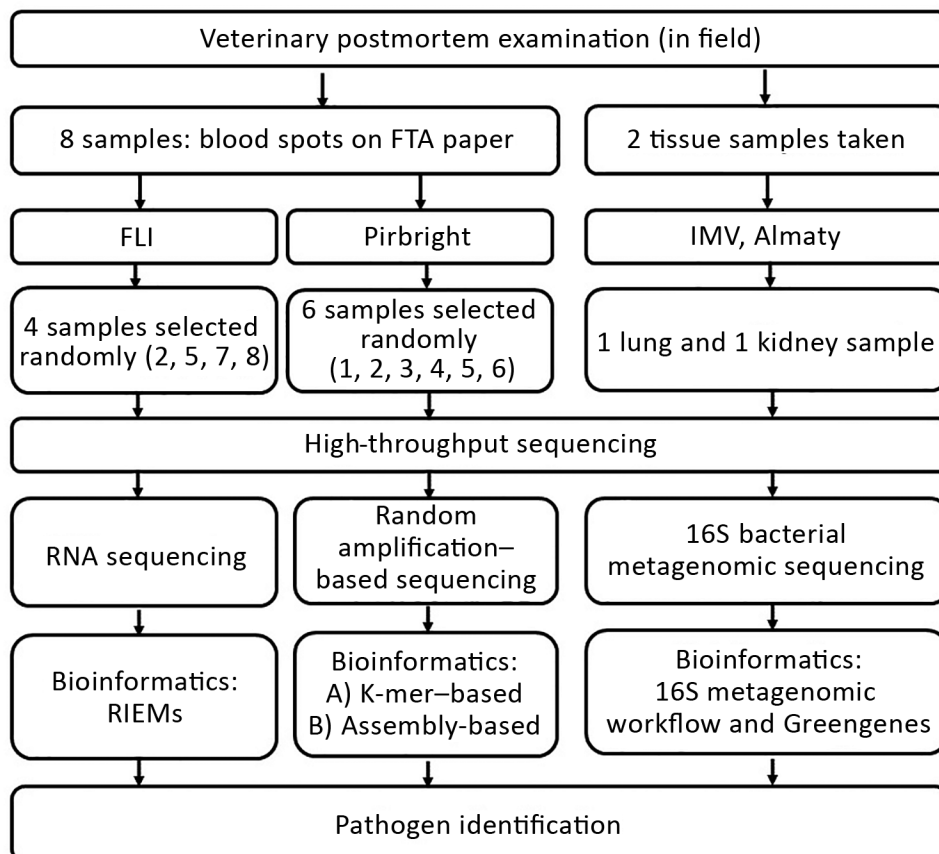 Veterinary postmortem examination (in field)
8 samples: blood spots on FTA paper
2 tissue samples taken
FLI
Pirbright
IMV, Almaty
4 samples selected
randomly (2, 5, 7, 8)
6 samples selected
randomly
(1, 2, 3, 4, 5, 6)
1 lung and 1 kidney sample
High-throughput sequencing
RNA sequencing
Random
amplification–
based sequencing
16S bacterial
metagenomic sequencing
Bioinformatics:
RIEMs
Bioinformatics:
A) K-mer–based
B) Assembly-based
Bioinformatics:
16S metagenomic
workflow and Greengenes
Pathogen identification